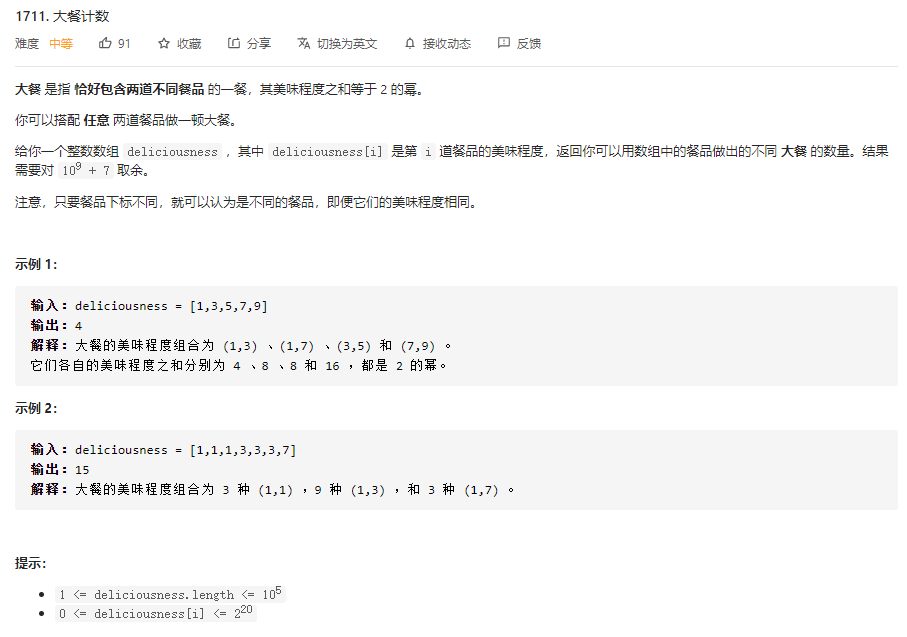 1711. 大餐计数
难度 中等 91 收藏 分享 切换为英文 接收动态 反馈
大餐 是指 恰好包含两道不同餐品 的一餐，其美味程度之和等于 2 的幂。
你可以搭配 任意 两道餐品做一顿大餐。
给你一个整数数组 deliciousness ，其中 deliciousness[i] 是第 i 道餐品的美味程度，返回你可以用数组中的餐品做出的不同 大餐 的数量。结果
需要对 10⁹ + 7 取余。
注意，只要餐品下标不同，就可以认为是不同的餐品，即便它们的美味程度相同。
示例 1：
输入：deliciousness = [1,3,5,7,9]
输出：4
解释：大餐的美味程度组合为 (1,3) 、(1,7) 、(3,5) 和 (7,9) 。
它们各自的美味程度之和分别为 4 、8 、8 和 16 ，都是 2 的幂。
示例 2：
输入：deliciousness = [1,1,1,3,3,3,7]
输出：15
解释：大餐的美味程度组合为 3 种 (1,1) ，9 种 (1,3) ，和 3 种 (1,7) 。
提示：
1 <= deliciousness.length <= 10⁵
0 <= deliciousness[i] <= 2²⁰